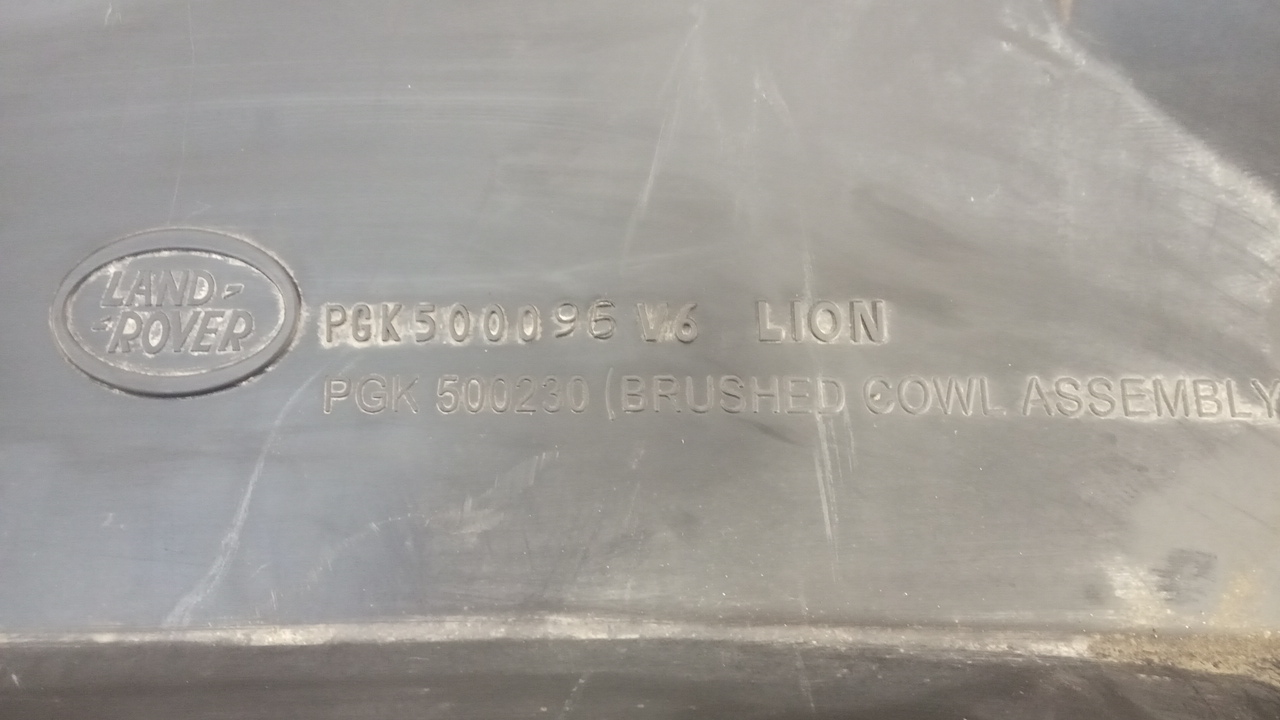 LAND-
-ROVER
PGK500096 V6 LION
PGK 500230 (BRUSHED COWL ASSEMBLY